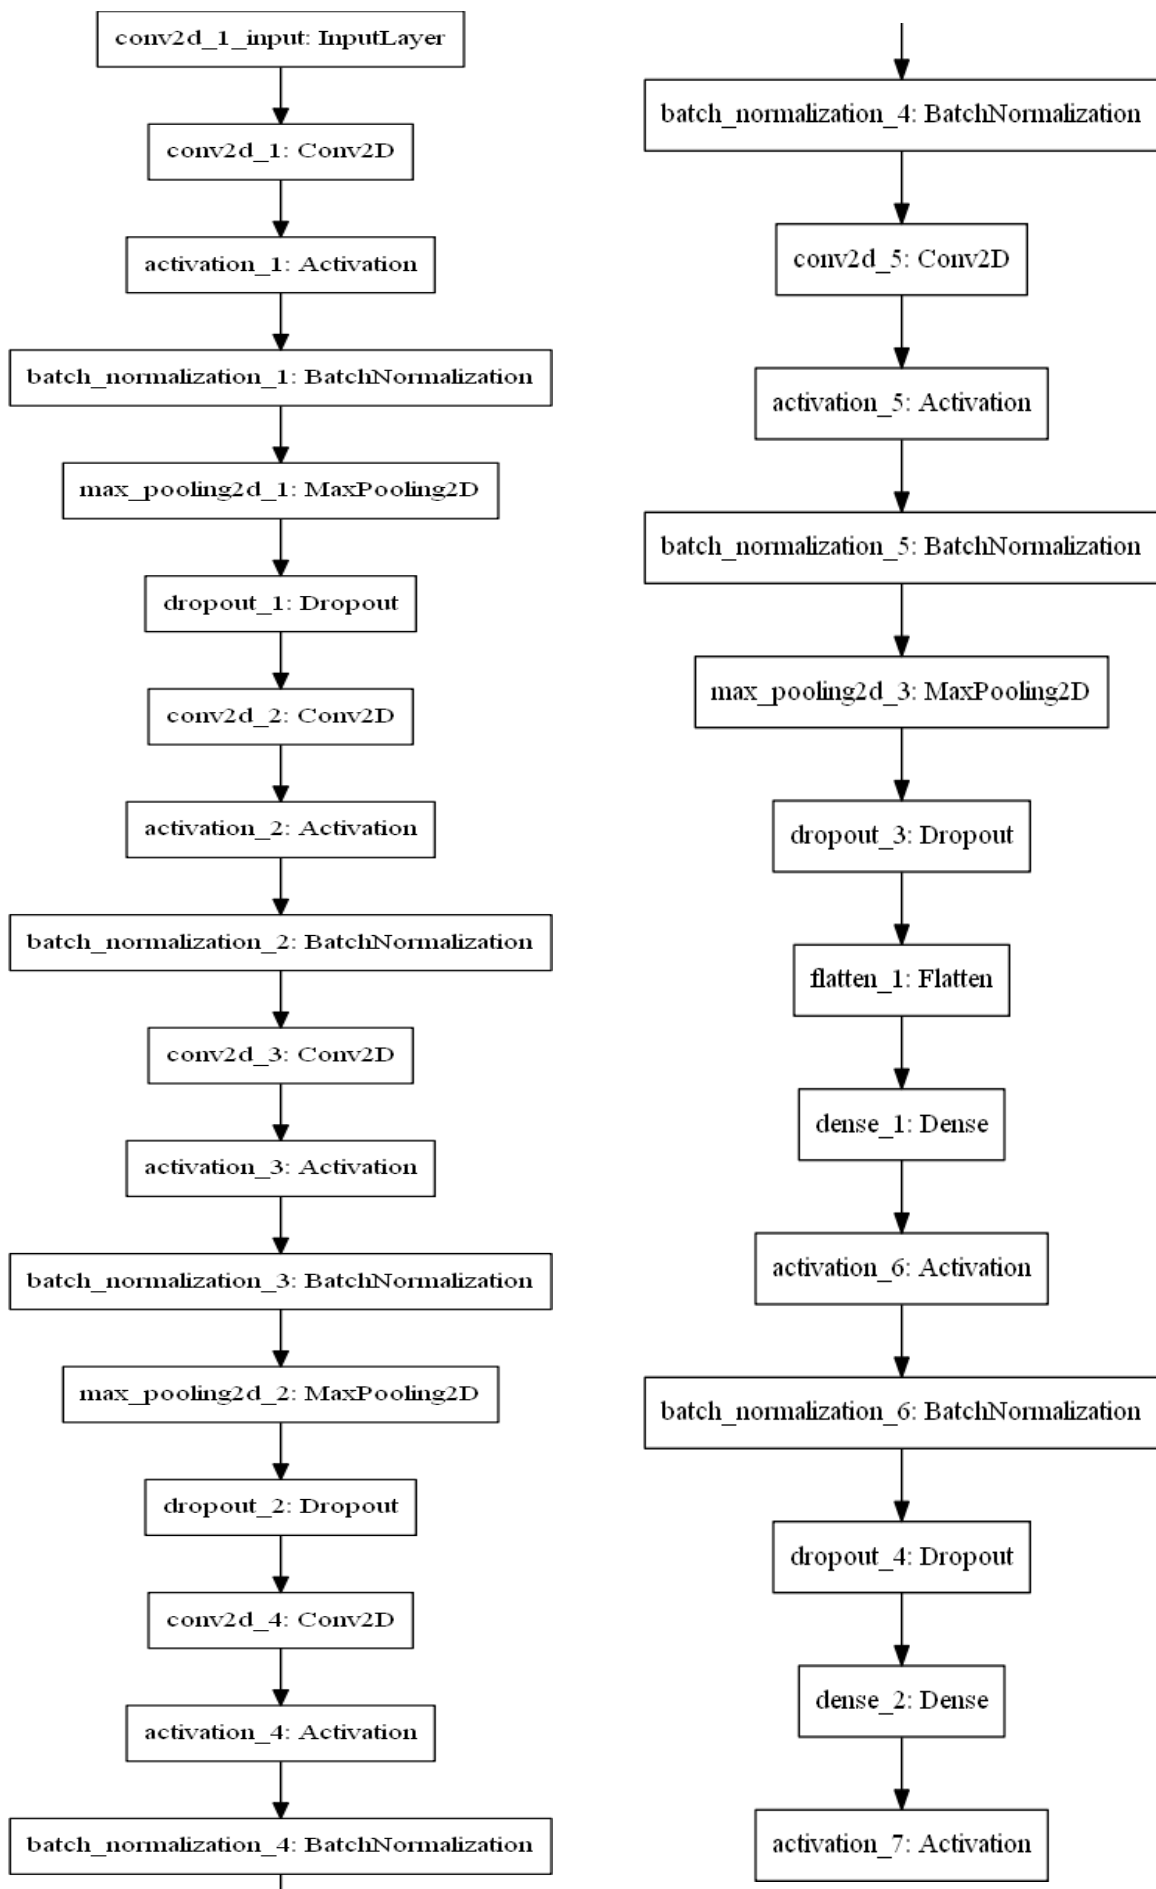 conv2d_1_input: InputLayer
conv2d_1: Conv2D
activation_1: Activation
batch_normalization_1: BatchNormalization
max_pooling2d_1: MaxPooling2D
dropout_1: Dropout
conv2d_2: Conv2D
activation_2: Activation
batch_normalization_2: BatchNormalization
conv2d_3: Conv2D
activation_3: Activation
batch_normalization_3: BatchNormalization
max_pooling2d_2: MaxPooling2D
dropout_2: Dropout
conv2d_4: Conv2D
activation_4: Activation
batch_normalization_4: BatchNormalization
batch_normalization_4: BatchNormalization
conv2d_5: Conv2D
activation_5: Activation
batch_normalization_5: BatchNormalization
max_pooling2d_3: MaxPooling2D
dropout_3: Dropout
flatten_1: Flatten
dense_1: Dense
activation_6: Activation
batch_normalization_6: BatchNormalization
dropout_4: Dropout
dense_2: Dense
activation_7: Activation